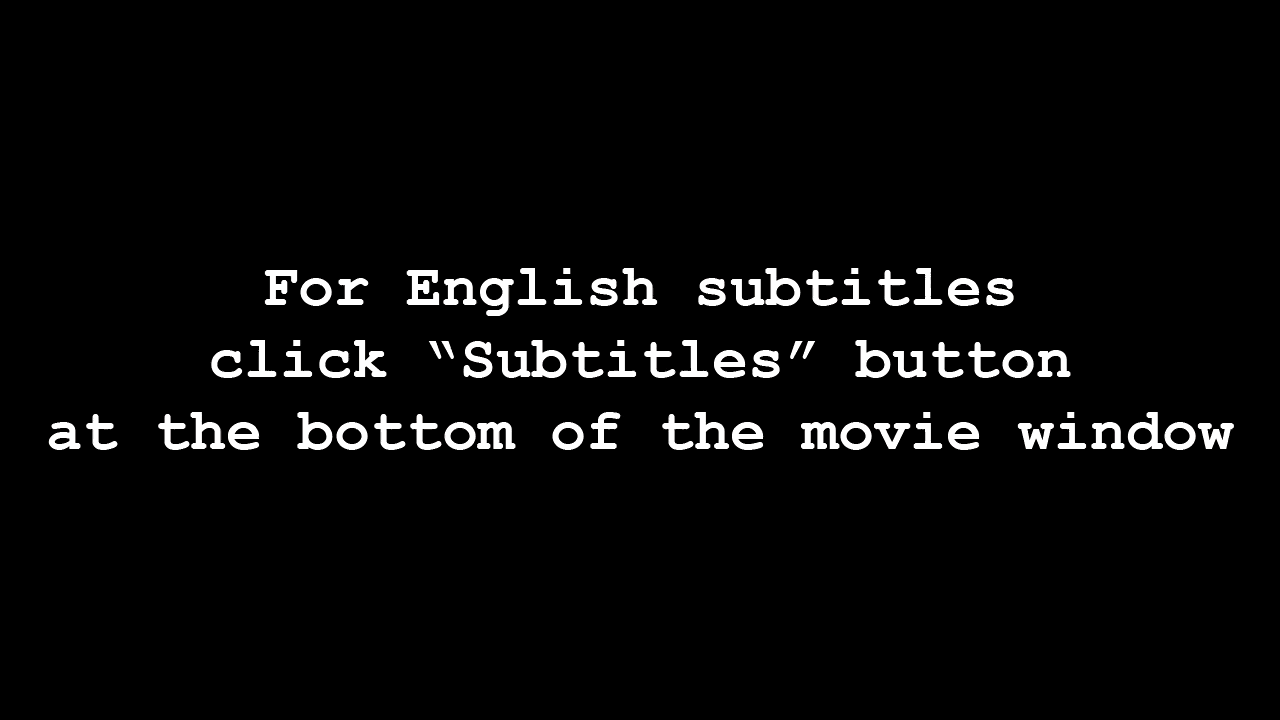 For English subtitles
click “Subtitles” button
at the bottom of the movie window